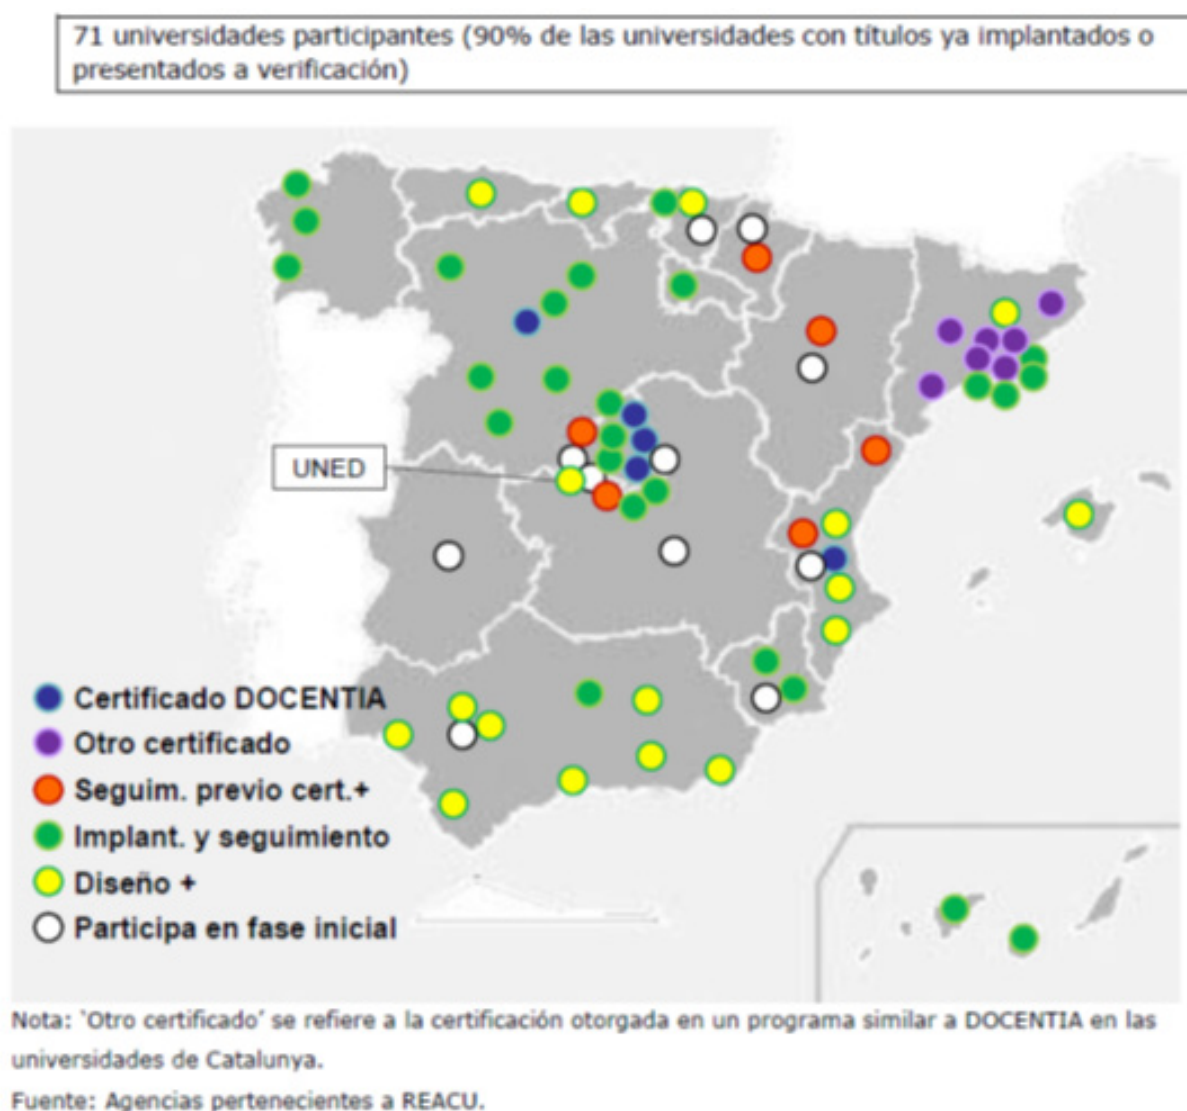 71 universidades participantes (90% de las universidades con títulos ya implantados o
presentados a verificación)
UNED
Certificado DOCENTIA
Otro certificado
Seguim. previo cert.+
Implant. y seguimiento
Diseño +
Participa en fase inicial
Nota: ‘Otro certificado’ se refiere a la certificación otorgada en un programa similar a DOCENTIA en las
universidades de Catalunya.
Fuente: Agencias pertenecientes a REACU.